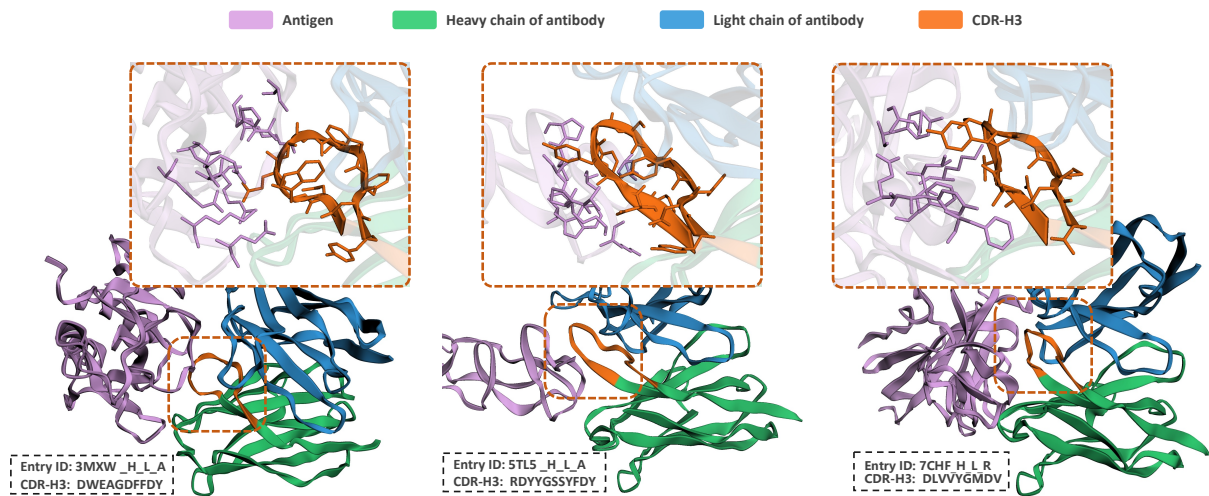 Antigen
Heavy chain of antibody
Light chain of antibody
CDR-H3
Entry ID: 3MXW _H_L_A
CDR-H3: DWEAGDFFDY
Entry ID: 5TL5 _H_L_A
CDR-H3: RDYYGSSYFDY
Entry ID: 7CHF_H_L_R
CDR-H3: DLVVYGMDV